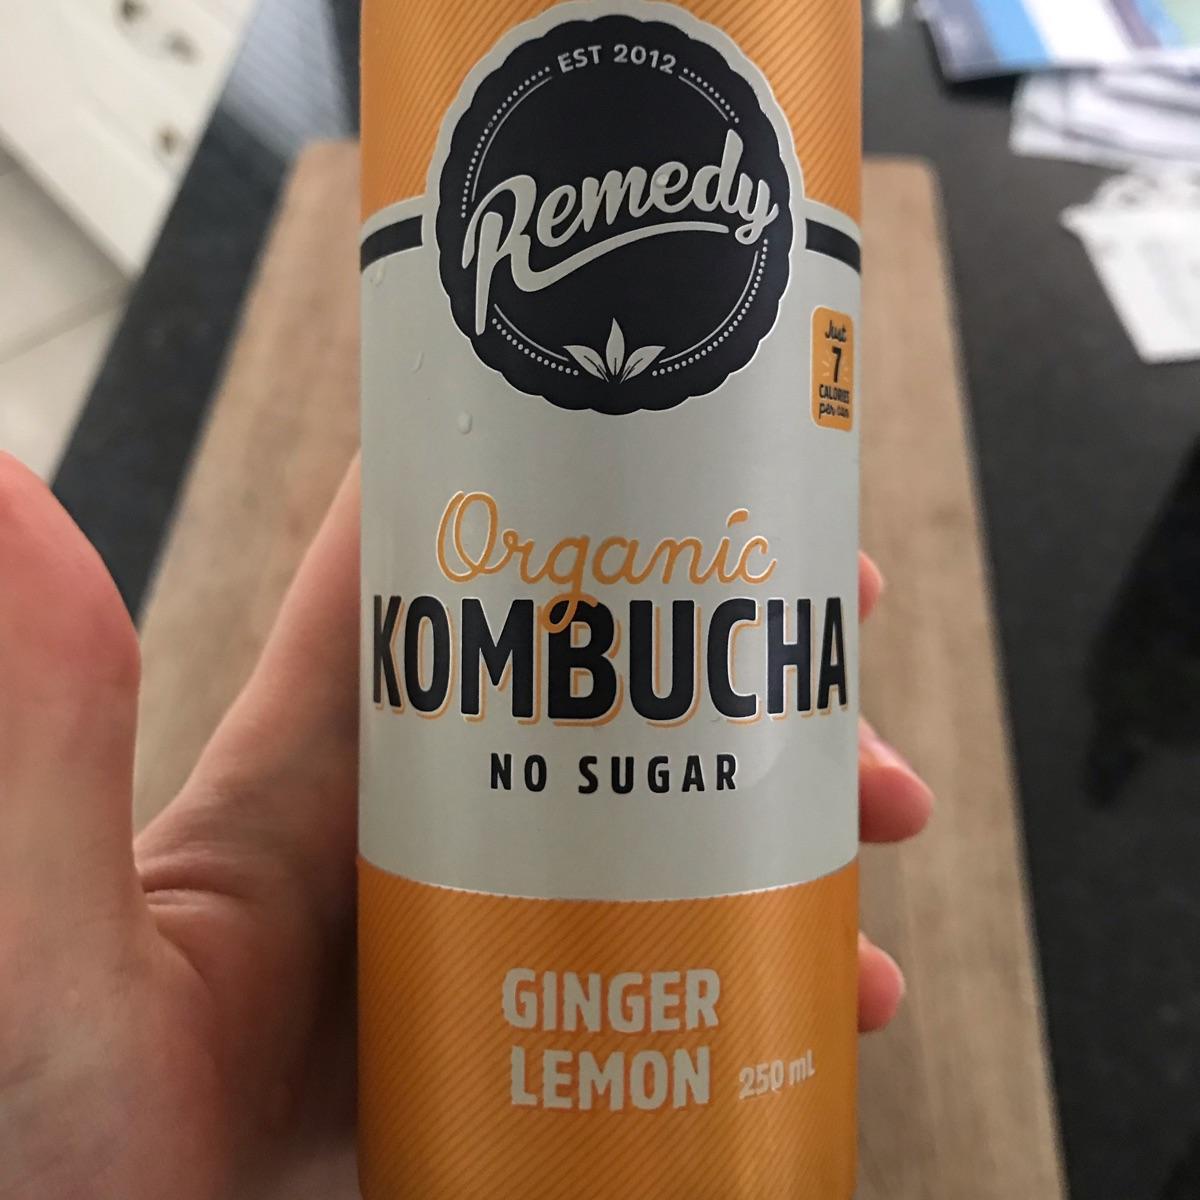 EST 2012
Remedy
Just
7
CALORIES
per can
Organic
KOMBUCHA
NO SUGAR
GINGER
LEMON
250 mL